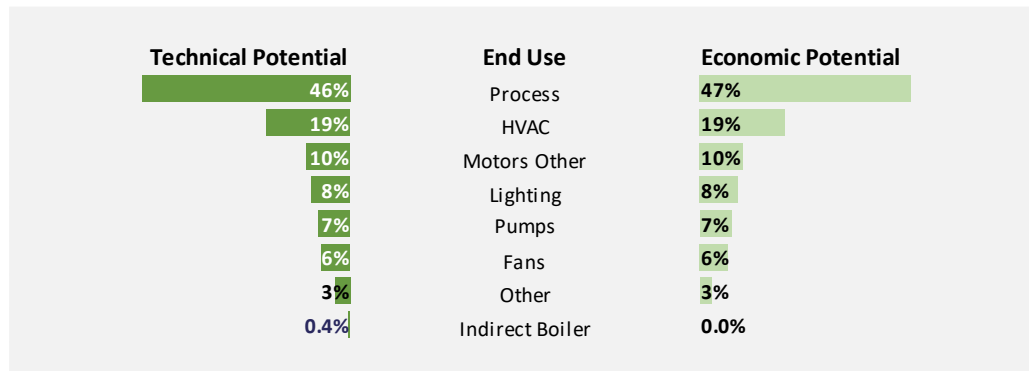 Technical Potential End Use Economic Potential
46% Process 47%
19% HVAC 19%
10% Motors Other 10%
8% Lighting 8%
7% Pumps 7%
6% Fans 6%
3% Other 3%
0.4% Indirect Boiler 0.0%